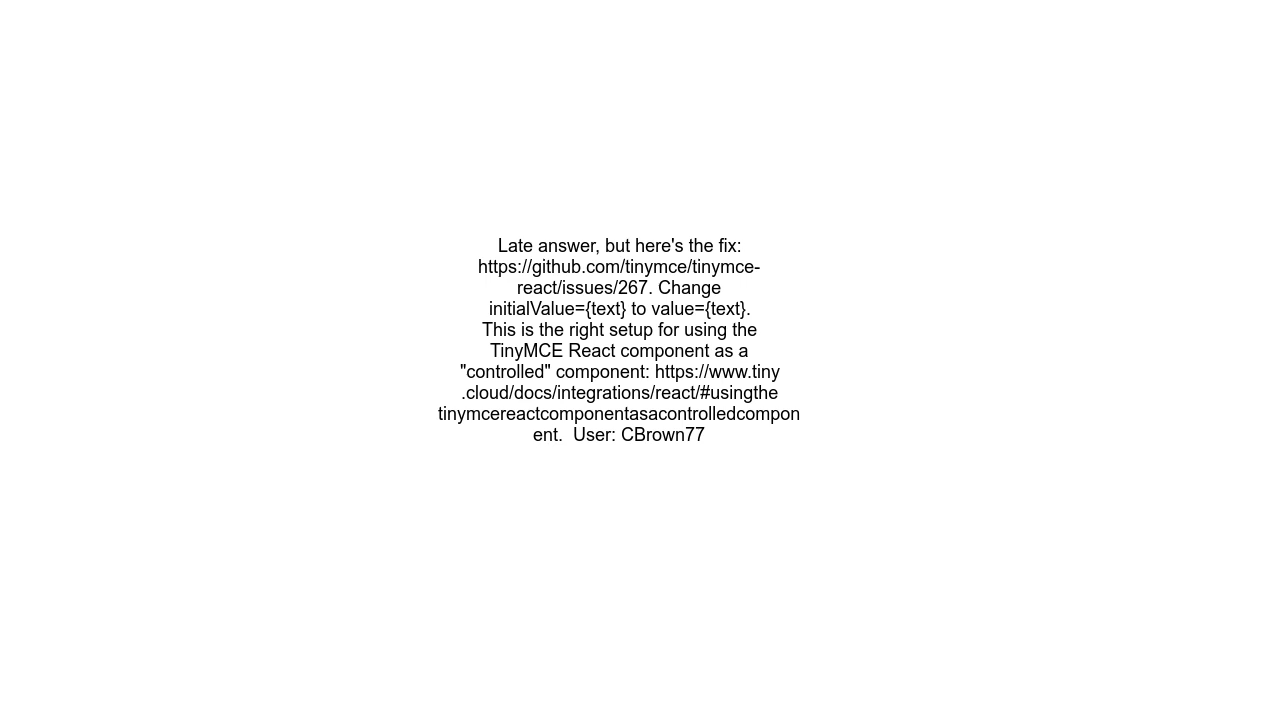 Late answer, but here's the fix:
https://github.com/tinymce/tinymce-
react/issues/267. Change
initialValue={text} to value={text}.
This is the right setup for using the
TinyMCE React component as a
"controlled" component: https://www.tiny
.cloud/docs/integrations/react/#usingthe
tinymcereactcomponentasacontrolledcompon
ent.  User: CBrown77